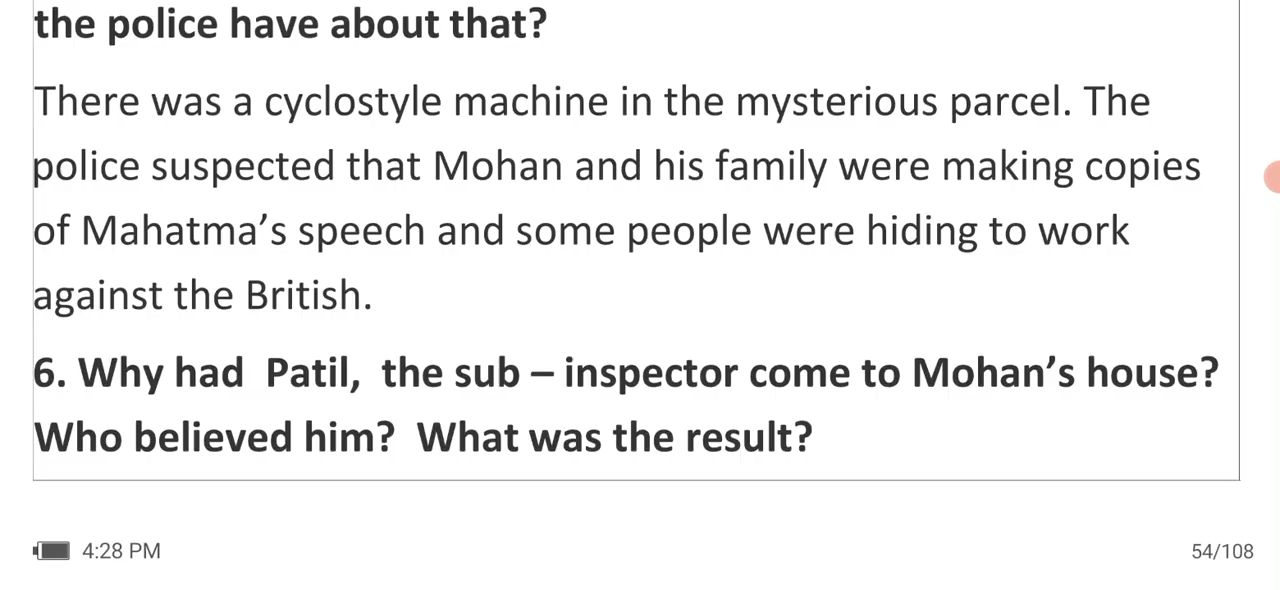 the police have about that?
There was a cyclostyle machine in the mysterious parcel. The
police suspected that Mohan and his family were making copies
of Mahatma’s speech and some people were hiding to work
against the British.
6. Why had  Patil,  the sub – inspector come to Mohan’s house?
Who believed him?  What was the result?
4:28 PM
54/108